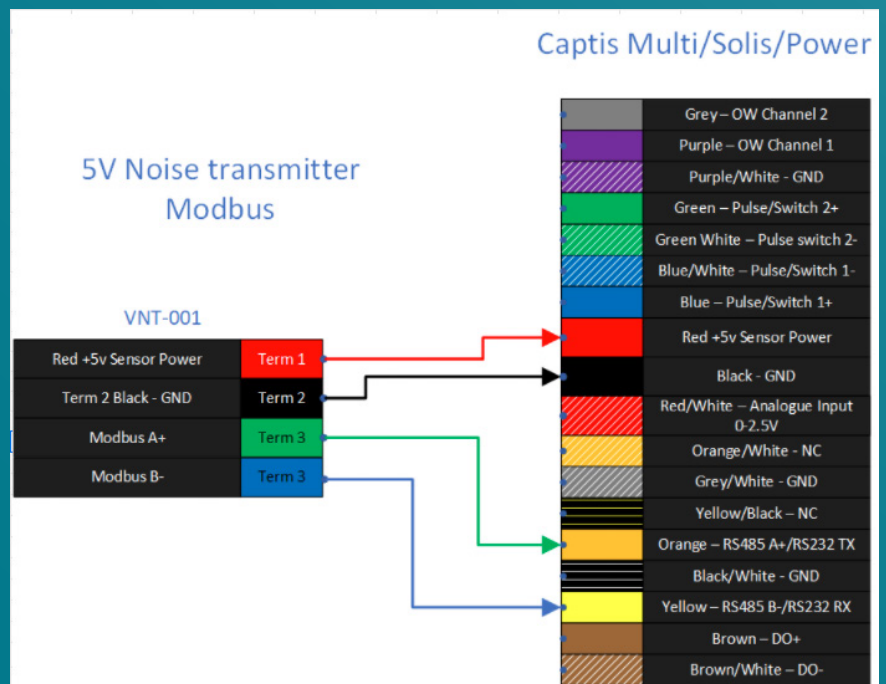 Captis Multi/Solis/Power
5V Noise transmitter
Modbus
VNT-001
Red +5v Sensor Power
Term 1
Term 2 Black - GND
Term 2
Modbus A+
Term 3
Modbus B-
Term 3
Grey – OW Channel 2
Purple – OW Channel 1
Purple/White - GND
Green – Pulse/Switch 2+
Green White – Pulse switch 2-
Blue/White – Pulse/Switch 1-
Blue – Pulse/Switch 1+
Red +5v Sensor Power
Black - GND
Red/White – Analogue Input
0-2.5V
Orange/White - NC
Grey/White - GND
Yellow/Black – NC
Orange – RS485 A+/RS232 TX
Black/White - GND
Yellow – RS485 B-/RS232 RX
Brown – DO+
Brown/White – DO-